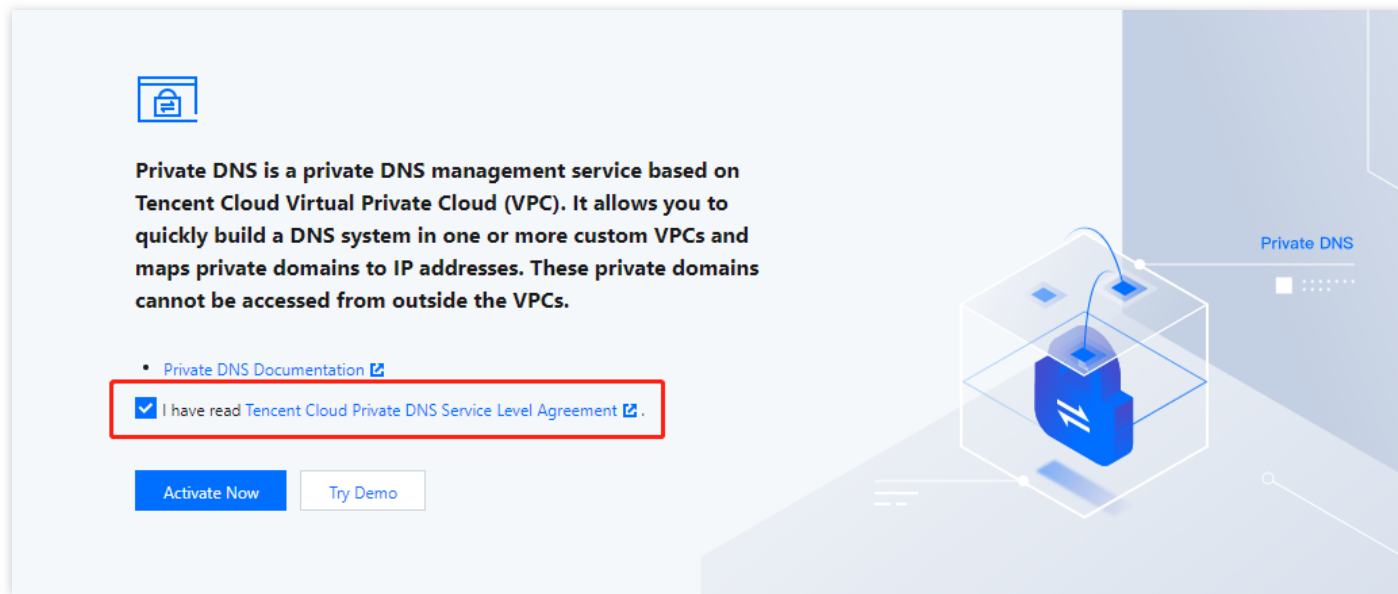 Private DNS is a private DNS management service based on
Tencent Cloud Virtual Private Cloud (VPC). It allows you to
quickly build a DNS system in one or more custom VPCs and
maps private domains to IP addresses. These private domains
cannot be accessed from outside the VPCs.
Private DNS
• Private DNS Documentation
I have read Tencent Cloud Private DNS Service Level Agreement .
Activate Now
Try Demo